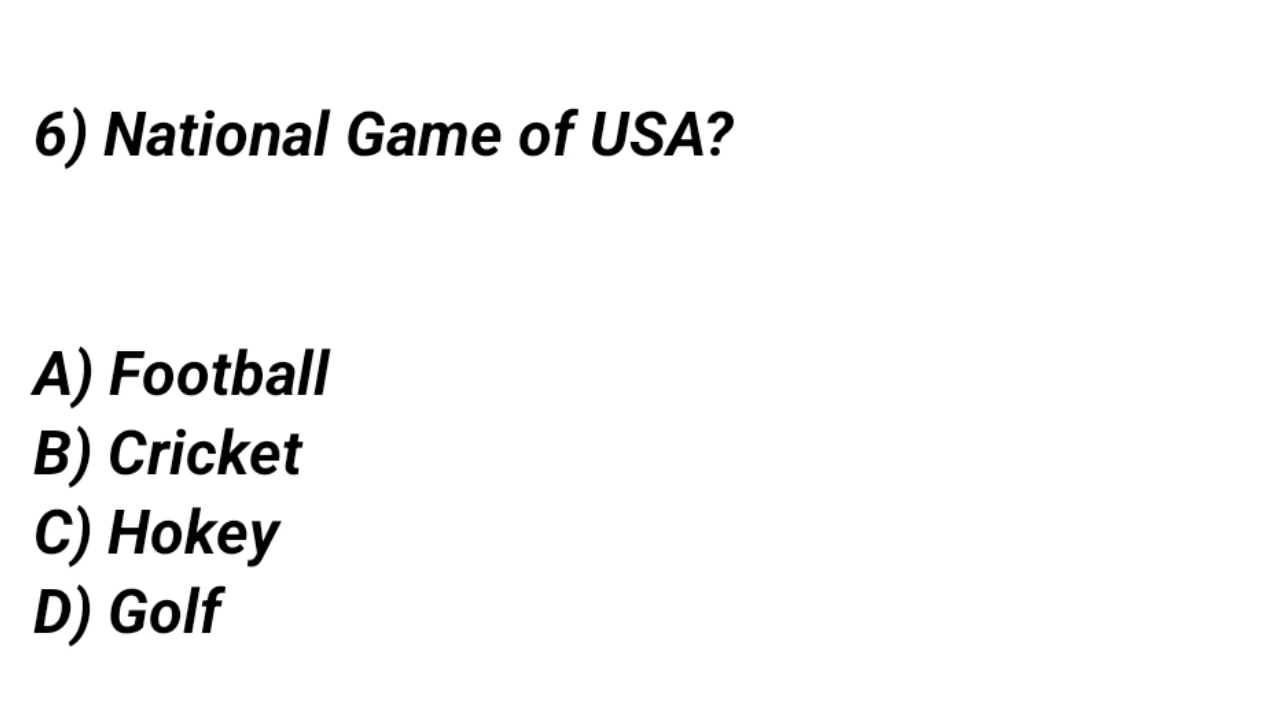 6) National Game of USA?
A) Football
B) Cricket
C) Hokey
D) Golf